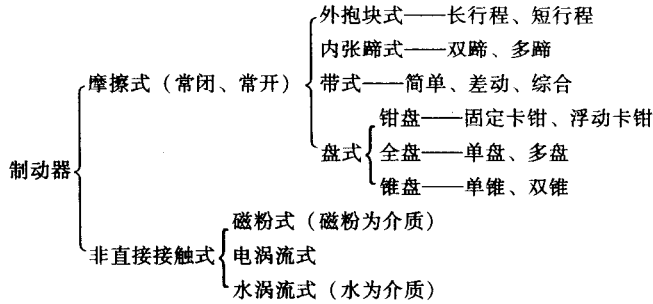 外抱块式——长行程、短行程
内张蹄式——双蹄、多蹄
摩擦式（常闭、常开）
带式——简单、差动、综合
钳盘——固定卡钳、浮动卡钳
盘式
全盘——单盘、多盘
制动器
锥盘——单锥、双锥
磁粉式（磁粉为介质）
非直接接触式
电涡流式
水涡流式（水为介质）